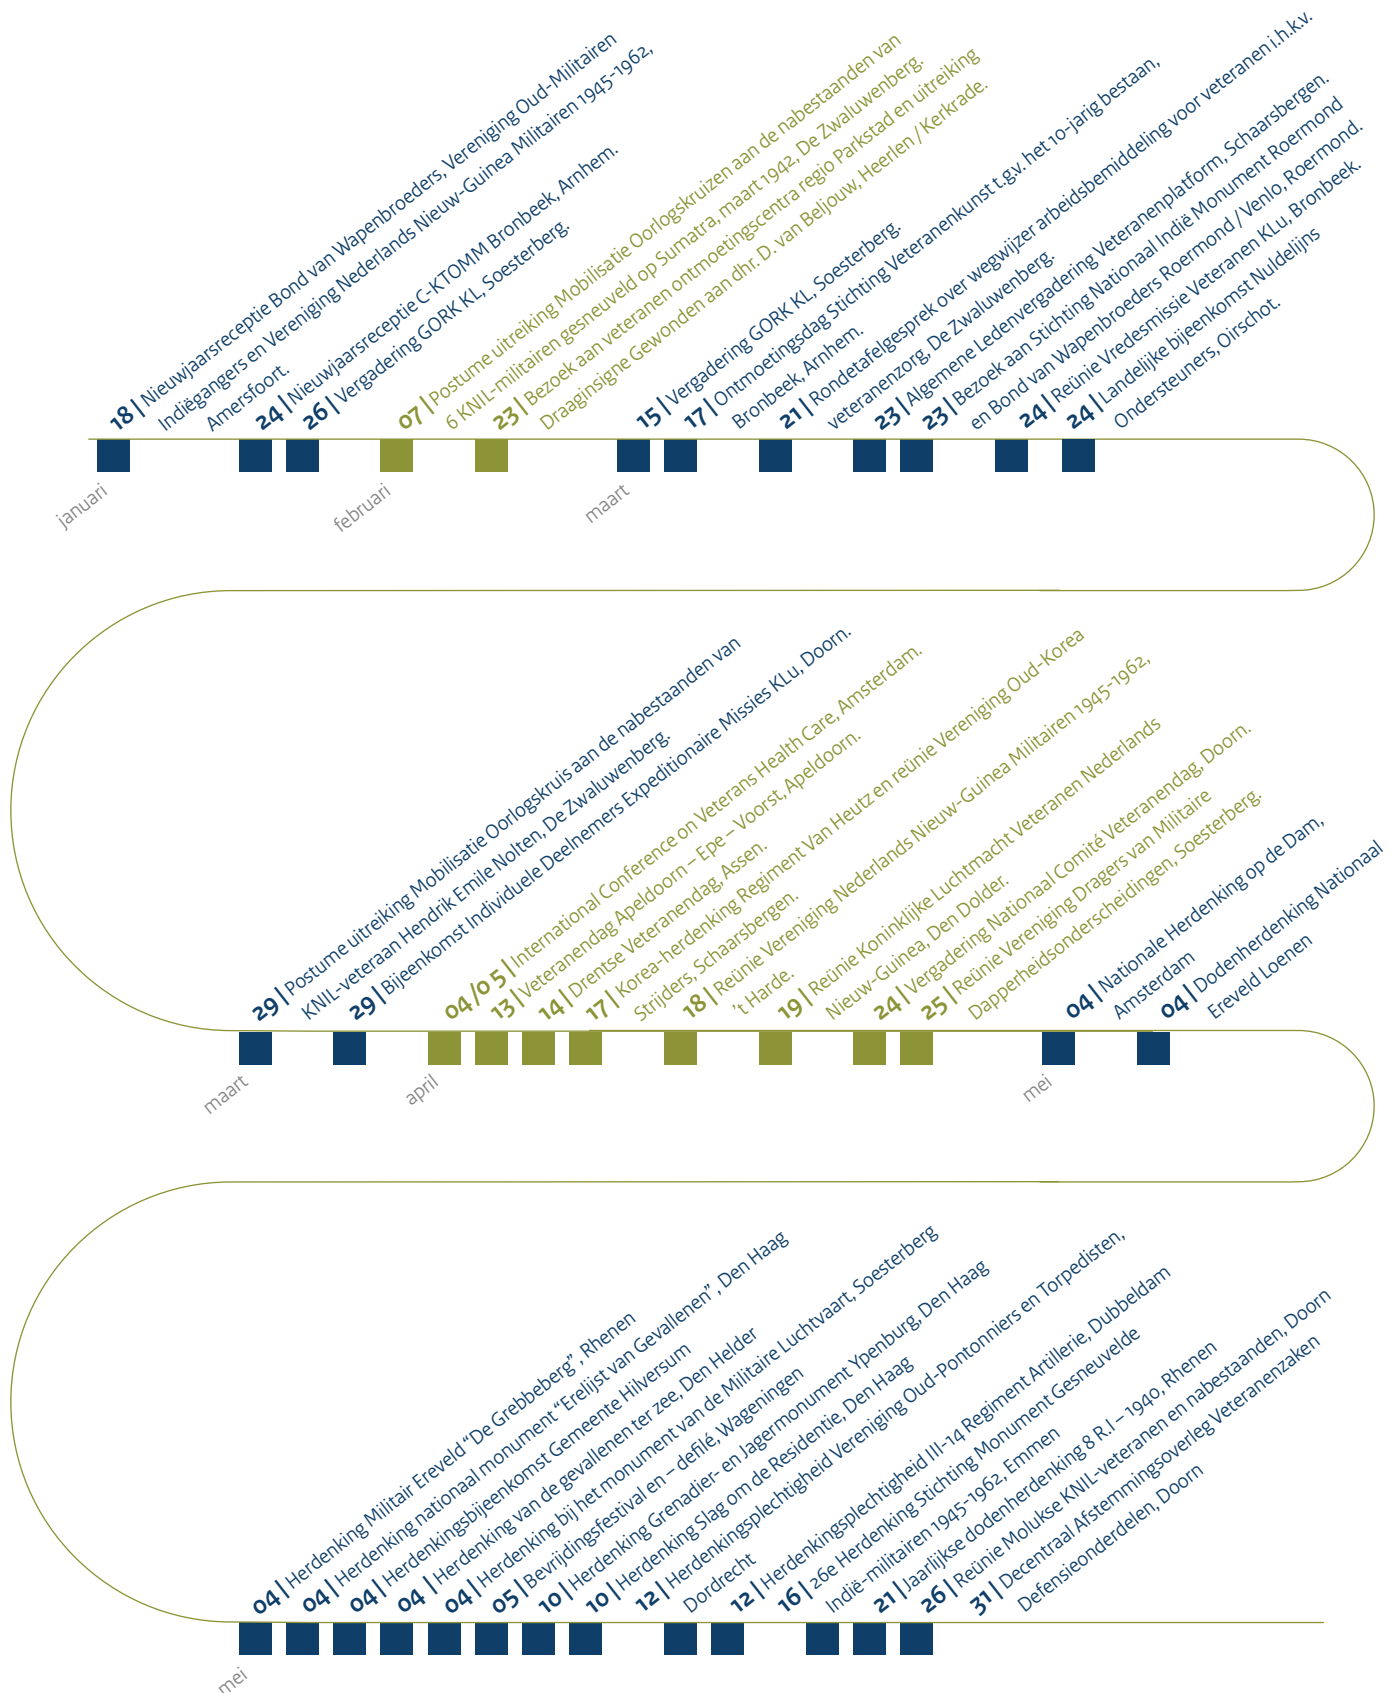 18 | Nieuwjaarsreceptie Bond van Wapenbroeders, Vereniging Oud-Militairen
Indiëgangers en Vereniging Nederlands Nieuw-Guinea Militairen 1945-1962,
Amersfoort.
24 | Nieuwjaarsreceptie C-KTOMM Bronbeek, Arnhem.
26 | Vergadering GORK KL, Soesterberg.
07 | Postume uitreiking Mobilisatie Oorlogskruizen aan de nabestaanden van
6 KNIL-militairen gesneuveld op Sumatra, maart 1942, De Zwaluwenberg.
23 | Bezoek aan veteranen ontmoetingscentra regio Parkstad en uitreiking
Draaginsigne Gewonden aan dhr. D. van Beljouw, Heerlen / Kerkrade.
15 | Vergadering GORK KL, Soesterberg.
17 | Ontmoetingsdag Stichting Veteranenkunst t.g.v. het 10-jarig bestaan,
Bronbeek, Arnhem.
21 | Rondetafelgesprek over wegwijzer arbeidsbemiddeling voor veteranen i.h.k.v.
veteranenzorg, De Zwaluwenberg.
23 | Algemene Ledenvergadering Veteranenplatform, Schaarsbergen.
23 | Bezoek aan Stichting Nationaal Indië Monument Roermond
en Bond van Wapenbroeders Roermond / Venlo, Roermond.
24 | Reünie Vredesmissie Veteranen KLu, Bronbeek.
24 | Landelijke bijeenkomst Nuldelijns
Ondersteuners, Oirschot.
januari
februari
maart
29 | Postume uitreiking Mobilisatie Oorlogskruis aan de nabestaanden van
KNIL-veteraan Hendrik Emile Nolten, De Zwaluwenberg.
29 | Bijeenkomst Individuele Deelnemers Expeditionaire Missies KLu, Doorn.
04/05 | International Conference on Veterans Health Care, Amsterdam.
13 | Veteranendag Apeldoorn – Epe – Voorst, Apeldoorn.
14 | Drentse Veteranendag, Assen.
17 | Korea-herdenking Regiment Van Heutz en reünie Vereniging Oud-Korea
Strijders, Schaarsbergen.
18 | Reünie Vereniging Nederlands Nieuw-Guinea Militairen 1945-1962,
't Harde.
19 | Reünie Koninklijke Luchtmacht Veteranen Nederlands
Nieuw-Guinea, Den Dolder.
24 | Vergadering Nationaal Comité Veteranendag, Doorn.
25 | Reünie Vereniging Dragers van Militaire
Dapperheidsonderscheidingen, Soesterberg.
04 | Nationale Herdenking op de Dam,
Amsterdam
04 | Dodenherdenking Nationaal
Ereveld Loenen
maart
april
mei
04 | Herdenking Militair Ereveld “De Grebbeberg”, Rhenen
04 | Herdenking nationaal monument “Erelijst van Gevallenen”, Den Haag
04 | Herdenkingsbijeenkomst Gemeente Hilversum
04 | Herdenking van de gevallenen ter zee, Den Helder
04 | Herdenking bij het monument van de Militaire Luchtvaart, Soesterberg
05 | Bevrijdingsfestival en – defilé, Wageningen
10 | Herdenking Grenadier- en Jagermonument Ypenburg, Den Haag
10 | Herdenking Slag om de Residentie, Den Haag
12 | Herdenkingsplechtigheid Vereniging Oud-Pontonniers en Torpedisten,
Dordrecht
12 | Herdenkingsplechtigheid III-14 Regiment Artillerie, Dubbeldam
16 | 26e Herdenking Stichting Monument Gesneuvelde
Indië-militairen 1945-1962, Emmen
21 | Jaarlijkse dodenherdenking 8 R.I – 1940, Rhenen
26 | Reünie Molukse KNIL-veteranen en nabestaanden, Doorn
31 | Decentraal Afstemmingsoverleg Veteranenzaken
Defensieonderdelen, Doorn
mei